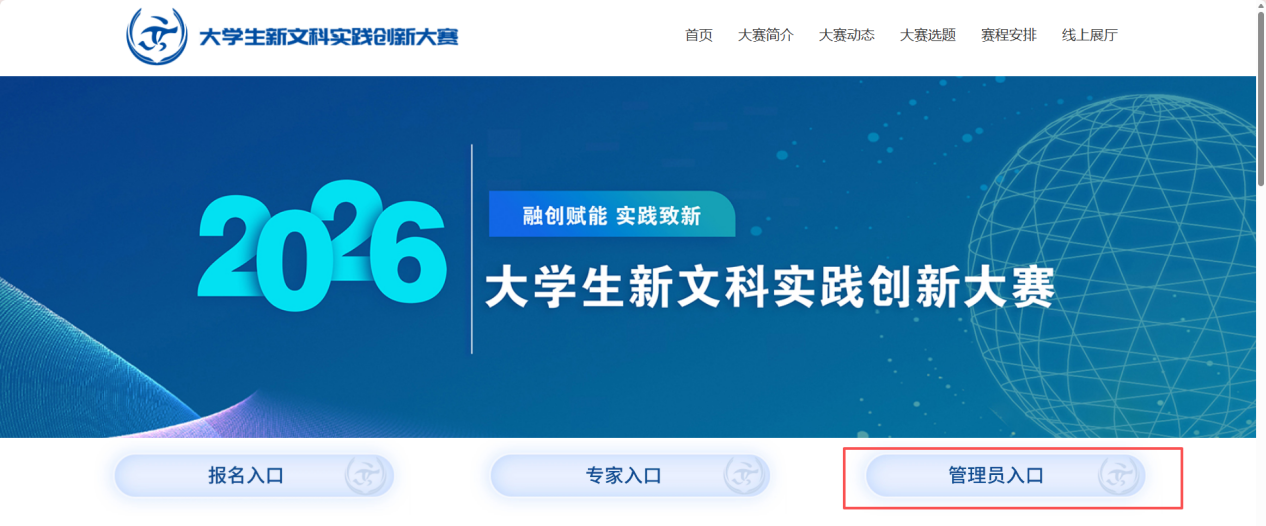 大学生新文科实践创新大赛
首页 大赛简介 大赛动态 大赛选题 赛程安排 线上展厅
2026
融创赋能 实践致新
大学生新文科实践创新大赛
报名入口 专家入口 管理员入口